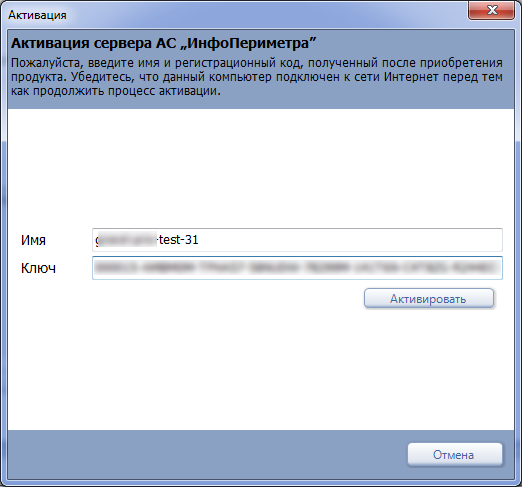 Активация
Активация сервера АС „ИнфоПериметра”
Пожалуйста, введите имя и регистрационный код, полученный после приобретения
продукта. Убедитесь, что данный компьютер подключен к сети Интернет перед тем
как продолжить процесс активации.
Имя
-test-31
Ключ
Активировать
Отмена